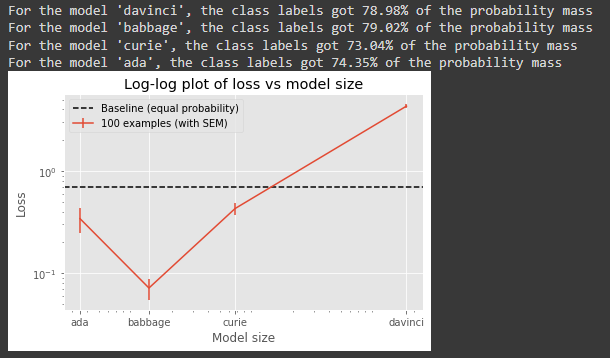 For the model 'davinci', the class labels got 78.98% of the probability mass
For the model 'babbage', the class labels got 79.02% of the probability mass
For the model 'curie', the class labels got 73.04% of the probability mass
For the model 'ada', the class labels got 74.35% of the probability mass
Log-log plot of loss vs model size
Baseline (equal probability)
100 examples (with SEM)
10⁰
Loss
10⁻¹
ada babbage curie davinci
Model size